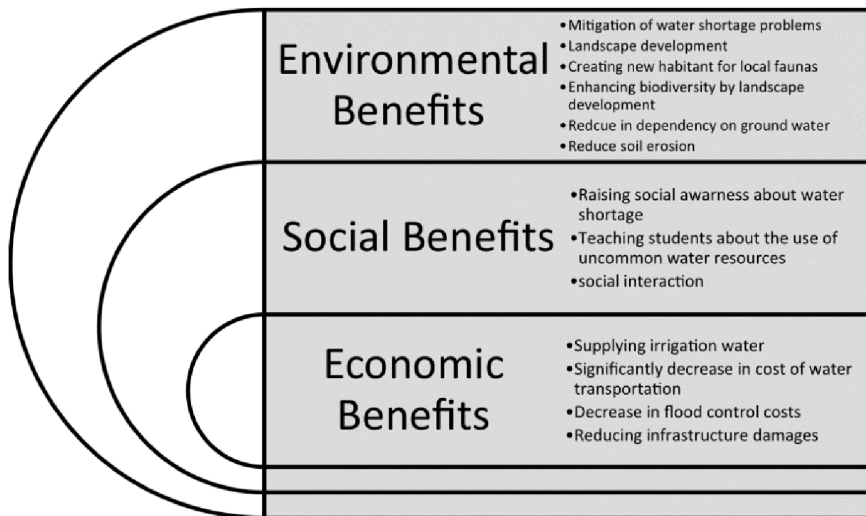 Environmental
Benefits
•Mitigation of water shortage problems
•Landscape development
•Creating new habitant for local faunas
•Enhancing biodiversity by landscape
development
•Redcue in dependency on ground water
•Reduce soil erosion
Social Benefits
•Raising social awarness about water
shortage
•Teaching students about the use of
uncommon water resources
•social interaction
Economic
Benefits
•Supplying irrigation water
•Significantly decrease in cost of water
transportation
•Decrease in flood control costs
•Reducing infrastructure damages